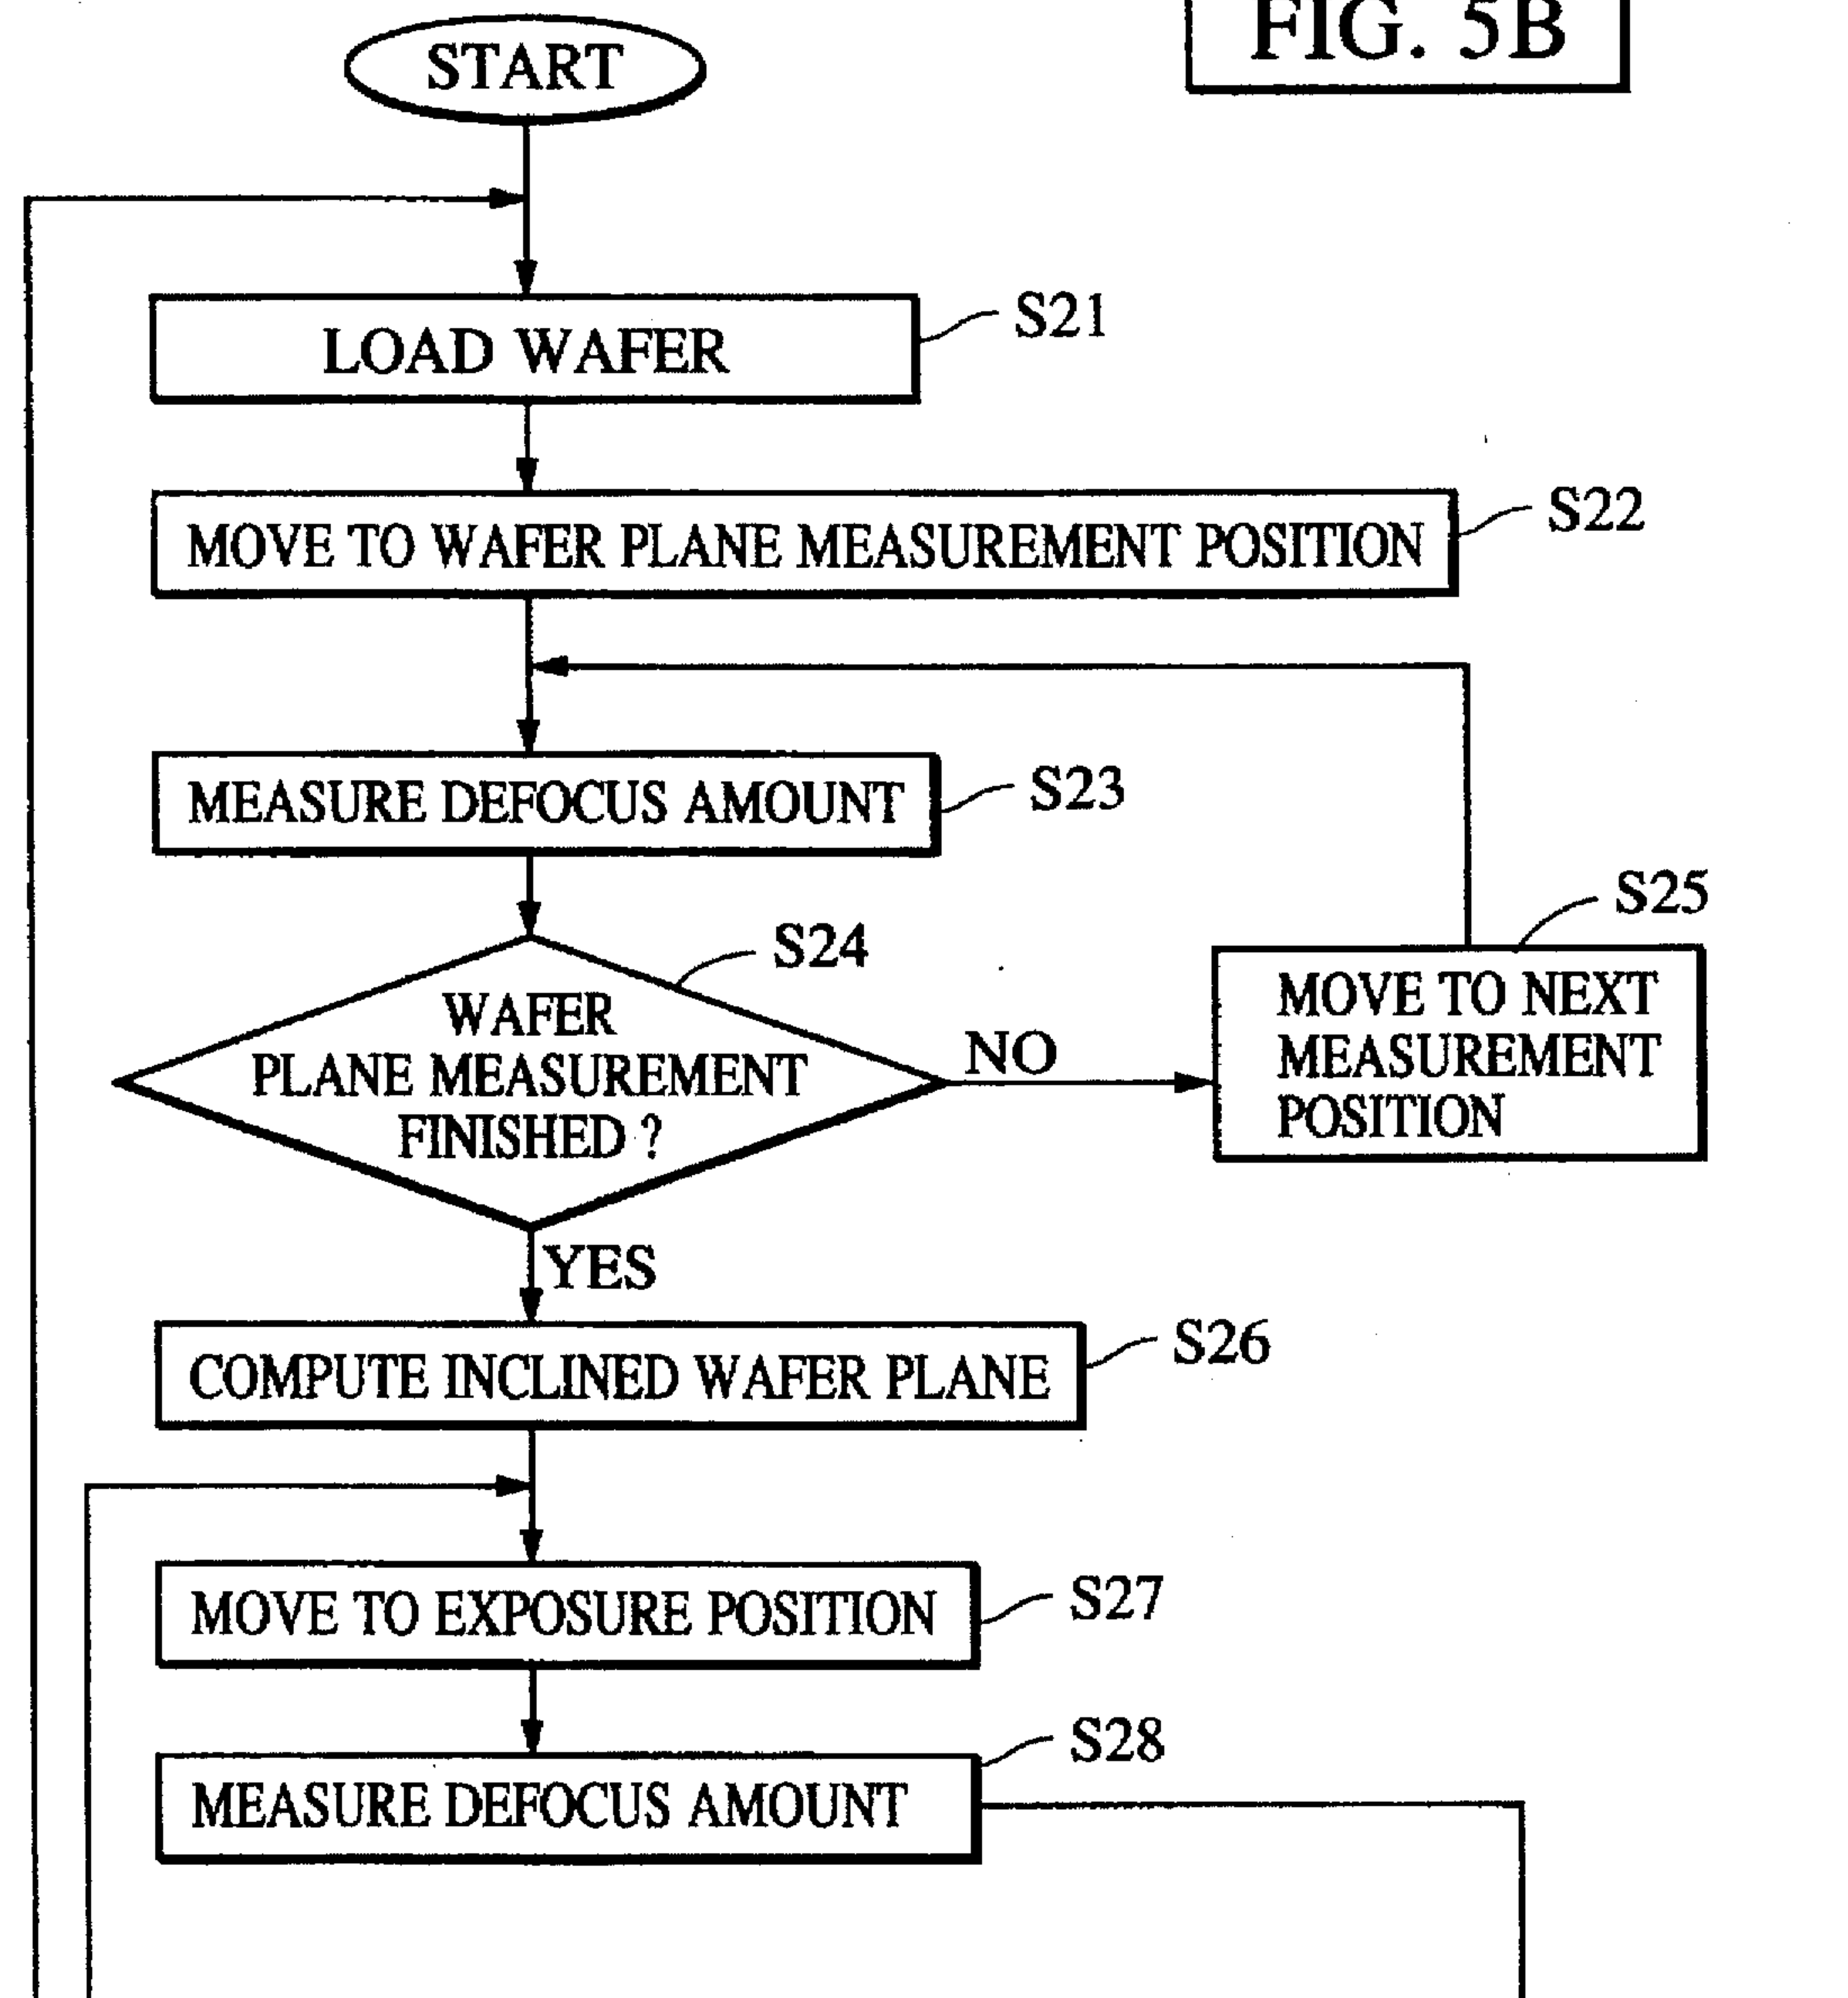 FIG. 5B
START
LOAD WAFER
S21
MOVE TO WAFER PLANE MEASUREMENT POSITION
S22
MEASURE DEFOCUS AMOUNT
S23
S24
WAFER
PLANE MEASUREMENT
FINISHED ?
NO
S25
MOVE TO NEXT
MEASUREMENT
POSITION
YES
COMPUTE INCLINED WAFER PLANE
S26
MOVE TO EXPOSURE POSITION
S27
MEASURE DEFOCUS AMOUNT
S28